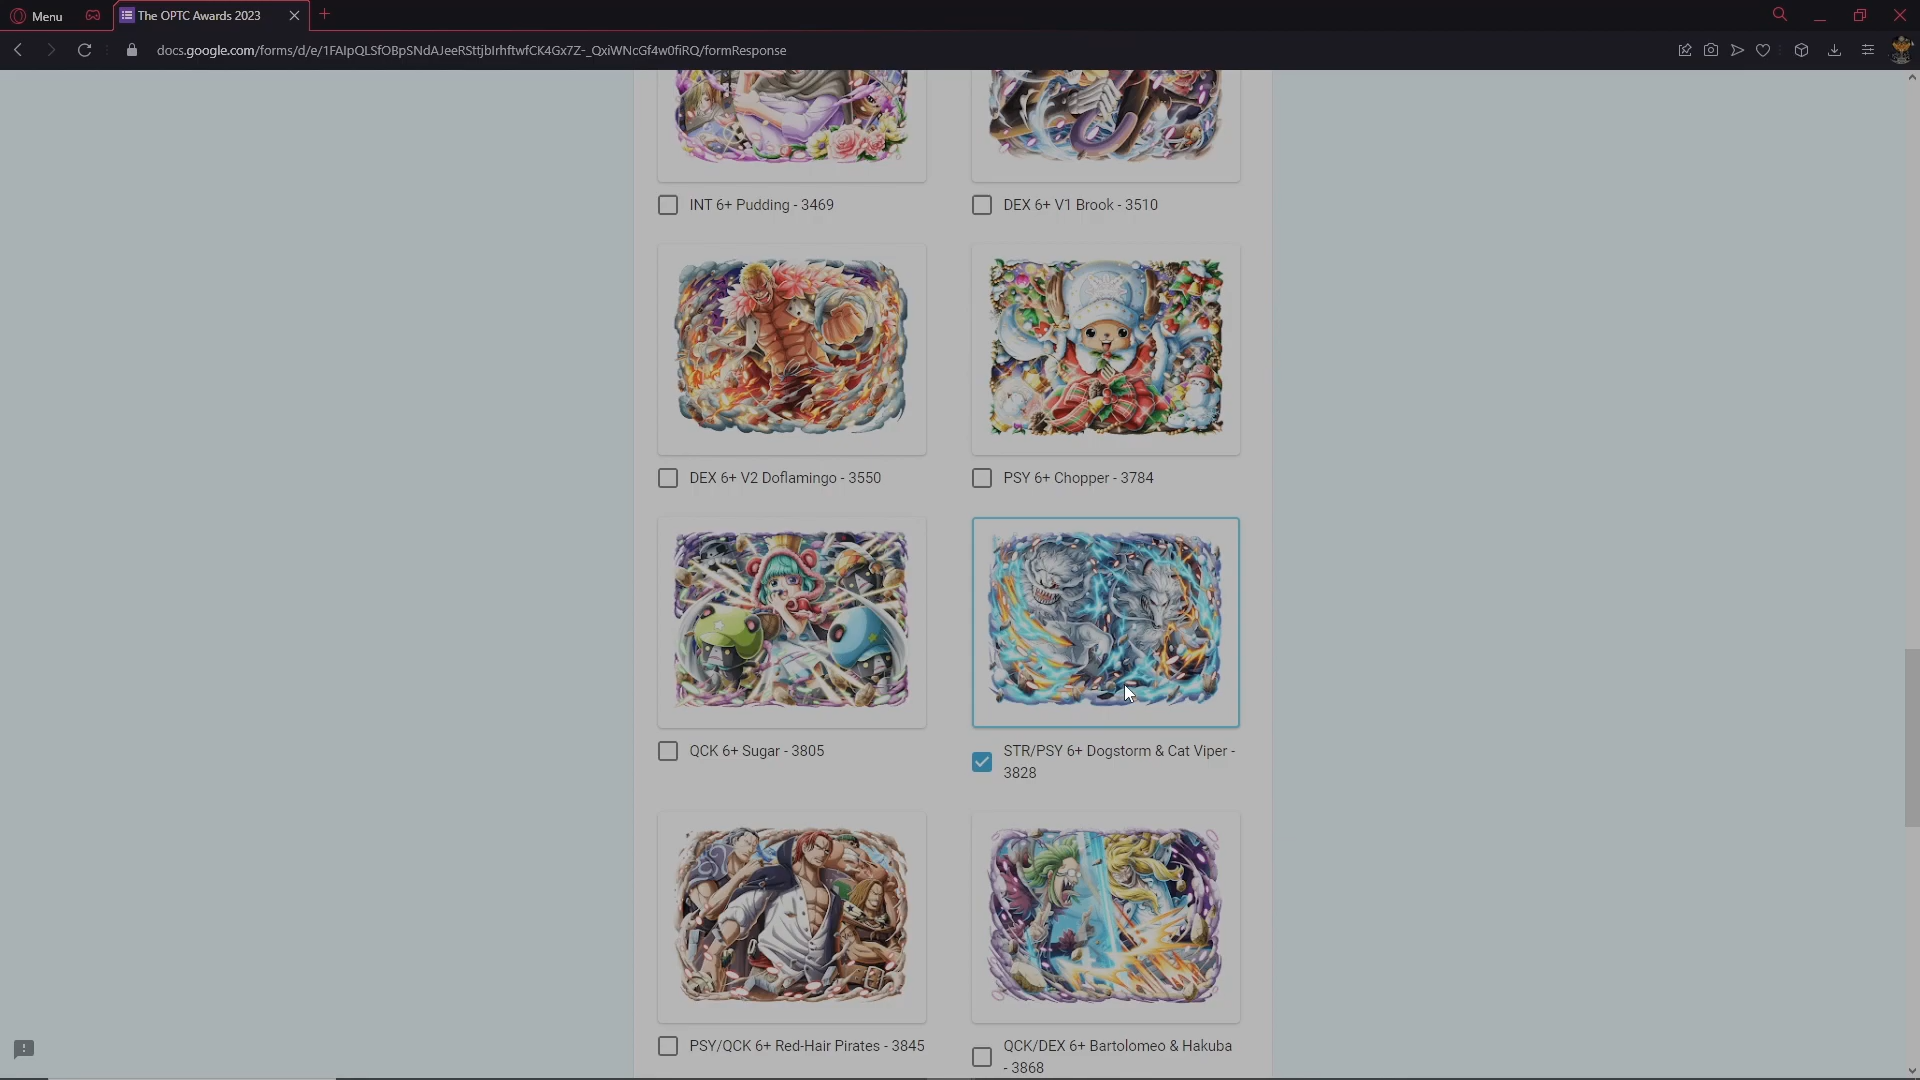 Menu
The OPTC Awards 2023
docs.google.com/forms/d/e/1FAIpQLSfOBpSNdAJeeRSttjbIrhftwfCK4Gx7Z-_QxiWNcGf4w0fiRQ/formResponse
INT 6+ Pudding - 3469
DEX 6+ V1 Brook - 3510
DEX 6+ V2 Doflamingo - 3550
PSY 6+ Chopper - 3784
QCK 6+ Sugar - 3805
STR/PSY 6+ Dogstorm & Cat Viper -
3828
PSY/QCK 6+ Red-Hair Pirates - 3845
QCK/DEX 6+ Bartolomeo & Hakuba
- 3868